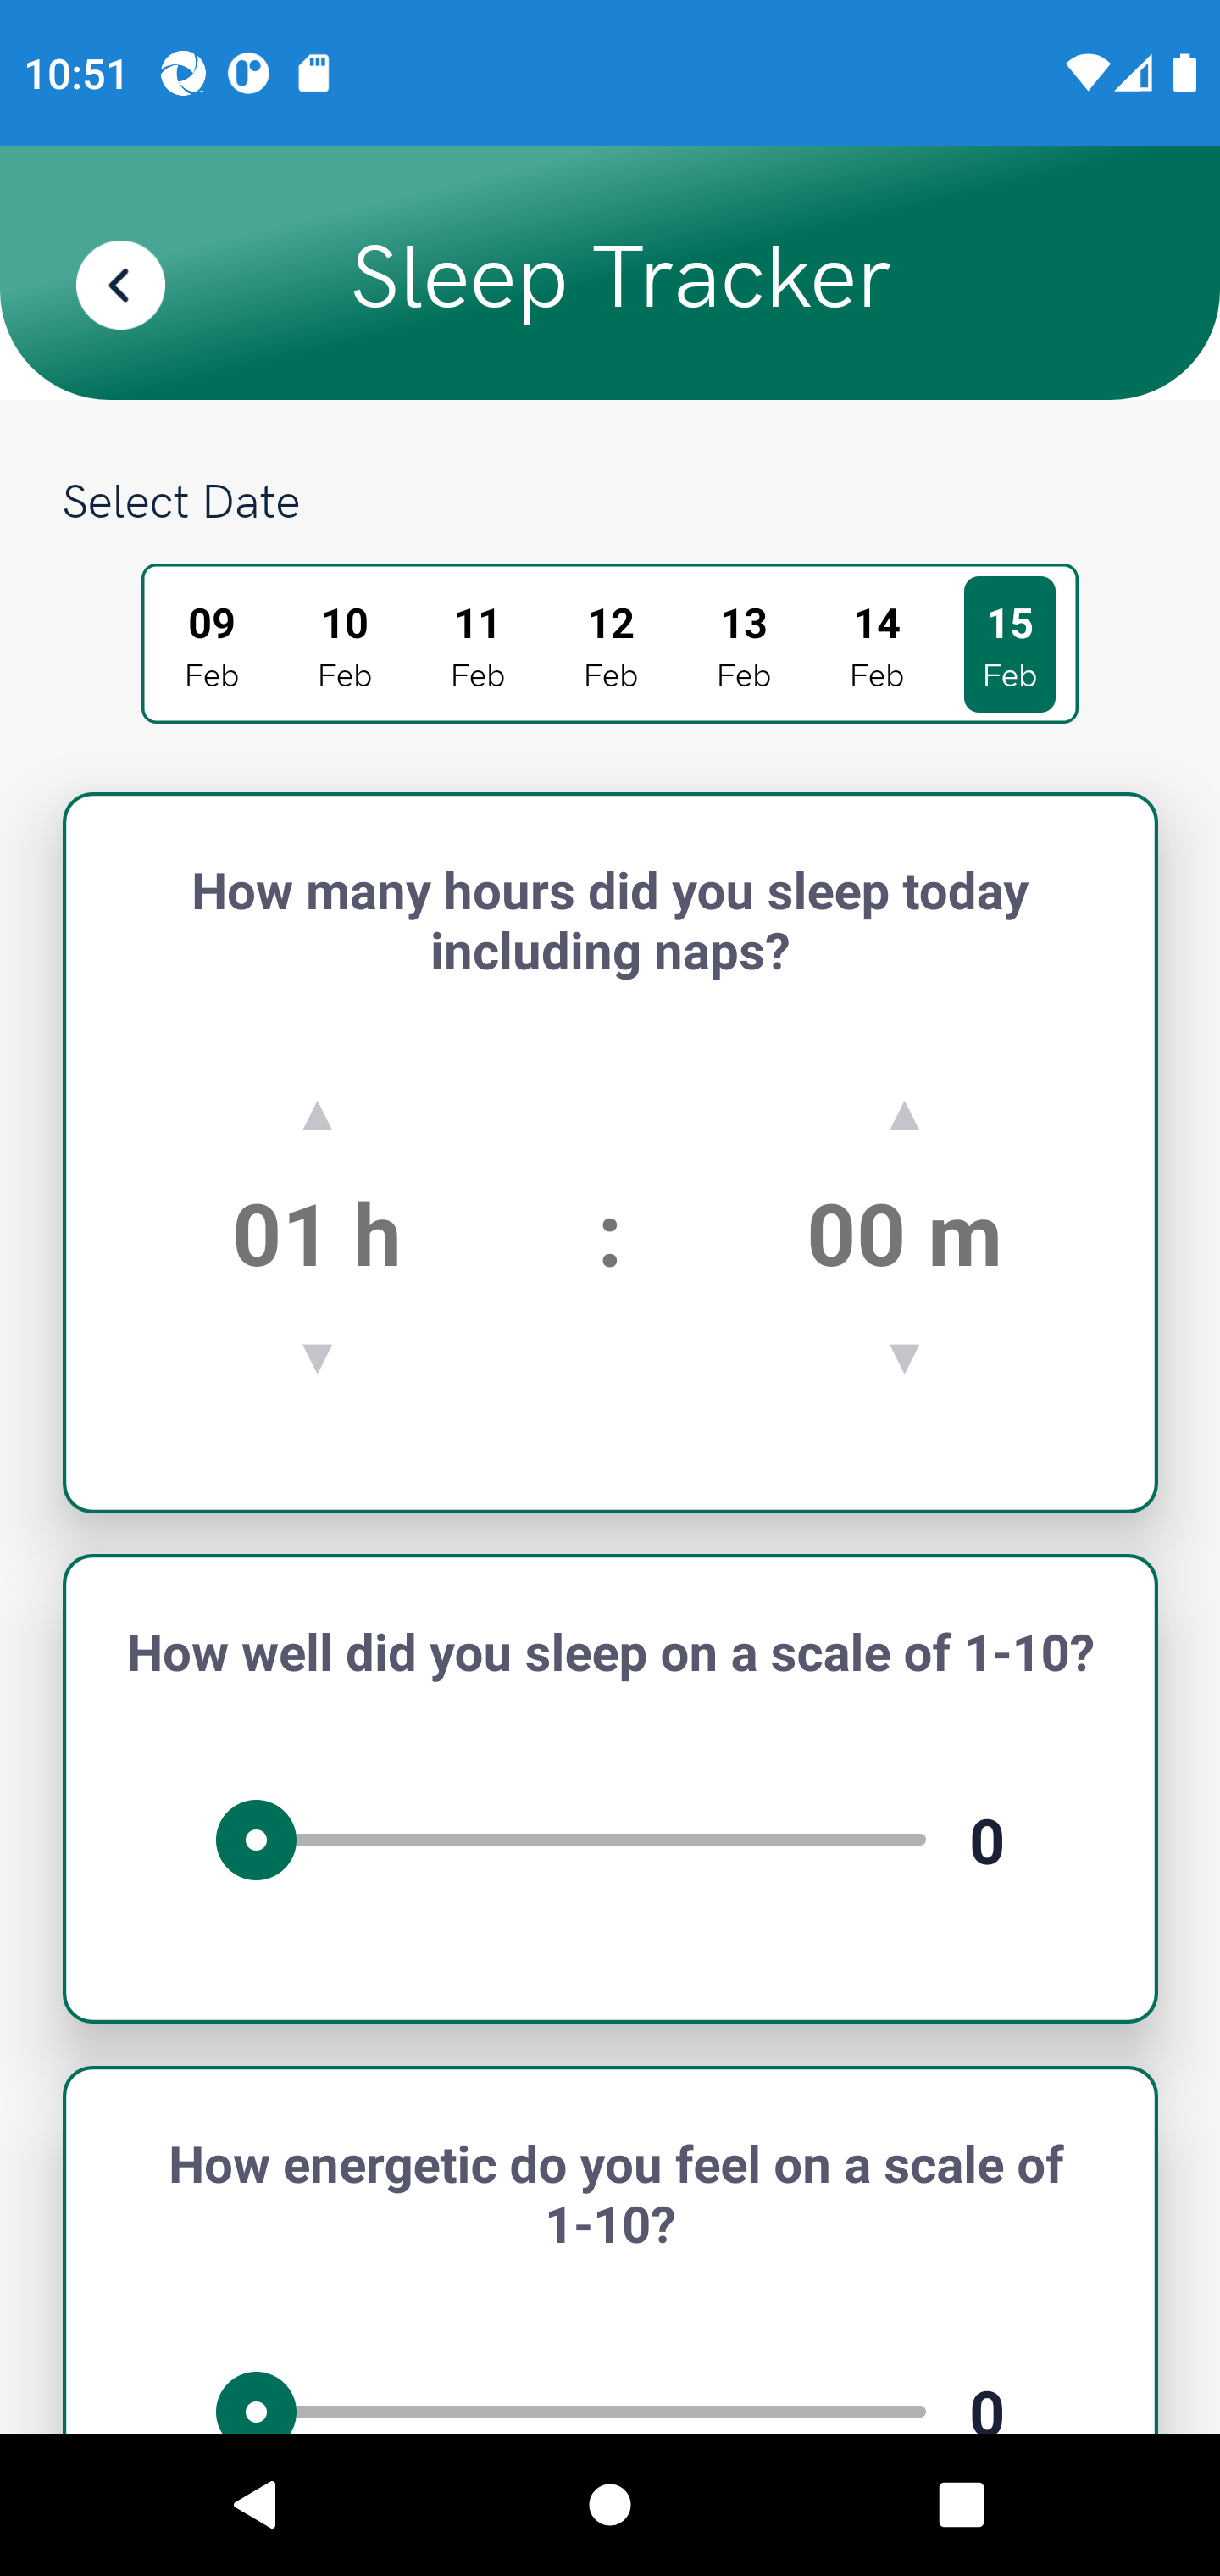 10:51
Sleep Tracker
Select Date
09 10 11 12 13 14 15
Feb Feb Feb Feb Feb Feb Feb
How many hours did you sleep today
including naps?
▲ ▲
01 h : 00 m
▼ ▼
How well did you sleep on a scale of 1-10?
0
How energetic do you feel on a scale of
1-10?
0